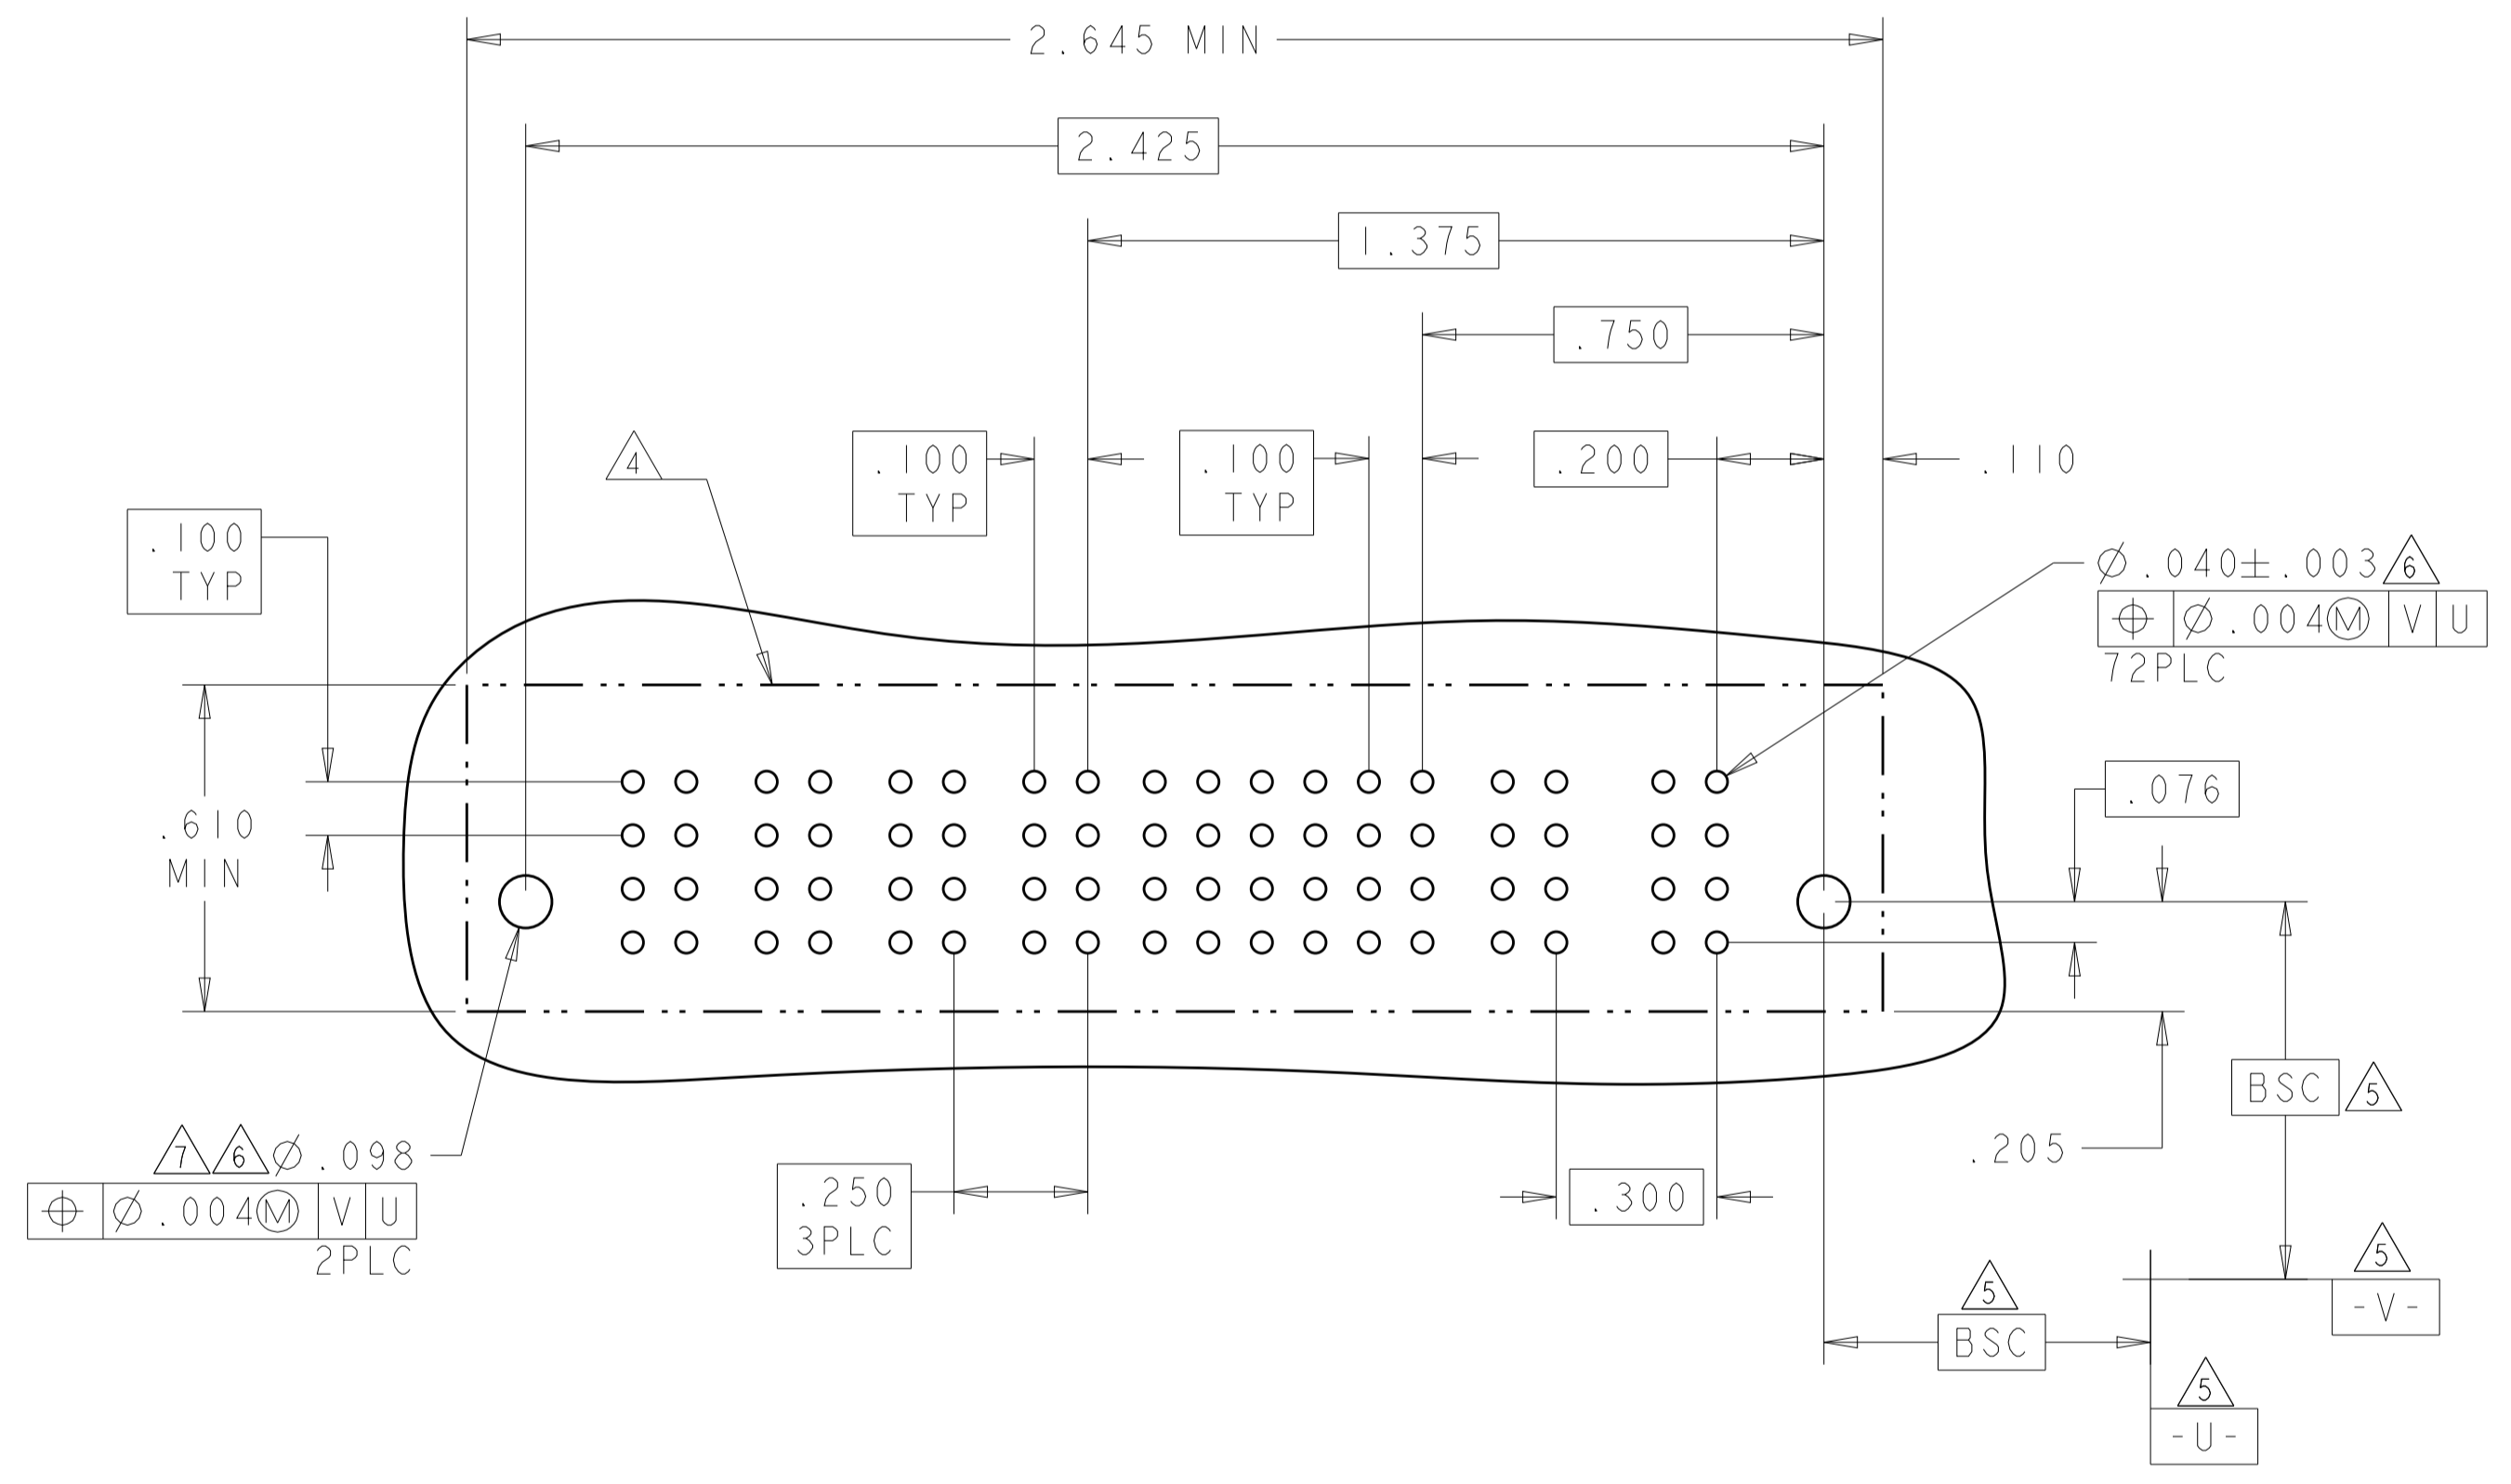 2.645 MIN
2.425
1.375
.750
.100
TYP
.100
TYP
.200
.110
4
.100
TYP
⌀.040±.003 6
⌖ ⌀.004Ⓜ V U
72PLC
.076
.610
MIN
BSC 5
.205
7 6 ⌀.098
⌖ ⌀.004Ⓜ V U
2PLC
.250
3PLC
.300
5
-V-
5
BSC
5
-U-